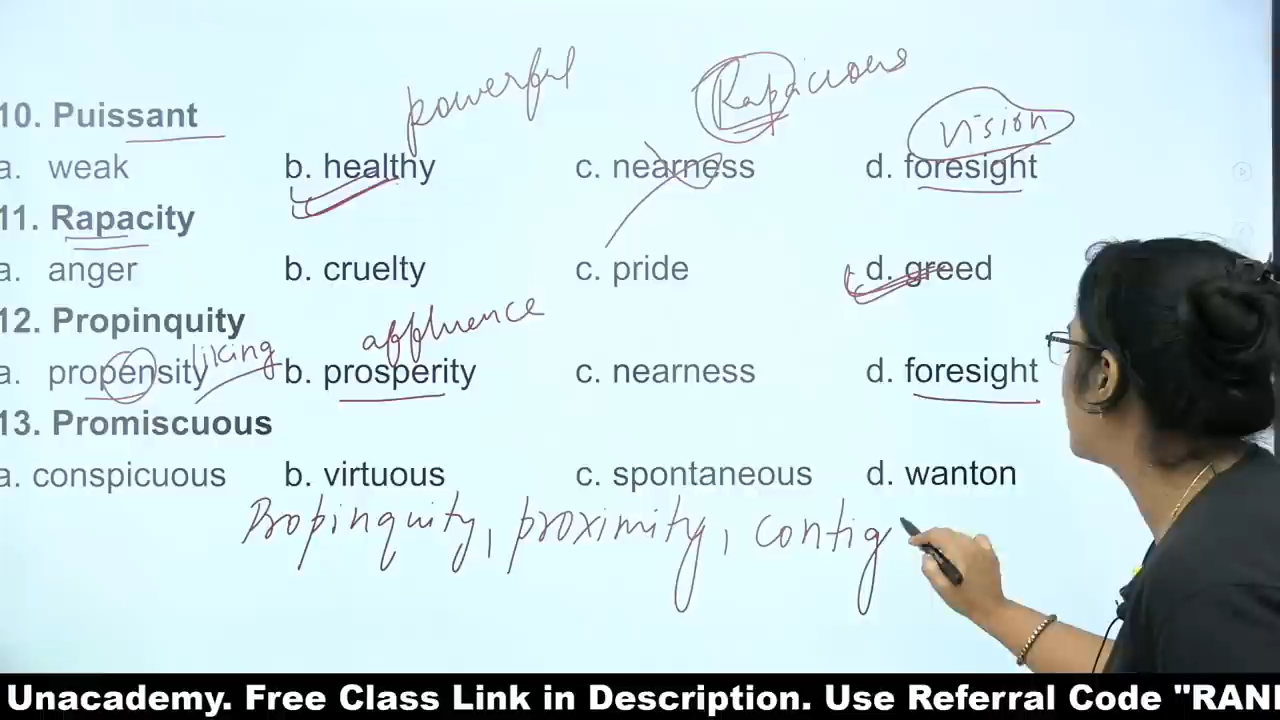 powerful Rapacious
10. Puissant vision
a. weak b. healthy c. nearness d. foresight
11. Rapacity
a. anger b. cruelty c. pride d. greed
12. Propinquity affluence
liking
a. propensity b. prosperity c. nearness d. foresight
13. Promiscuous
a. conspicuous b. virtuous c. spontaneous d. wanton
Propinquity, proximity, contig
Unacademy. Free Class Link in Description. Use Referral Code "RANI